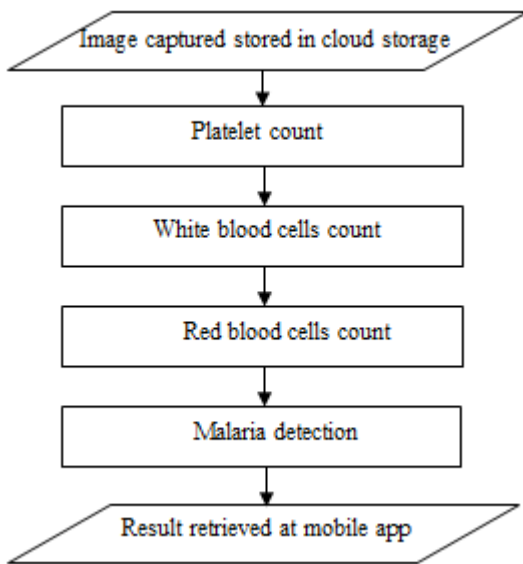 Image captured stored in cloud storage
Platelet count
White blood cells count
Red blood cells count
Malaria detection
Result retrieved at mobile app